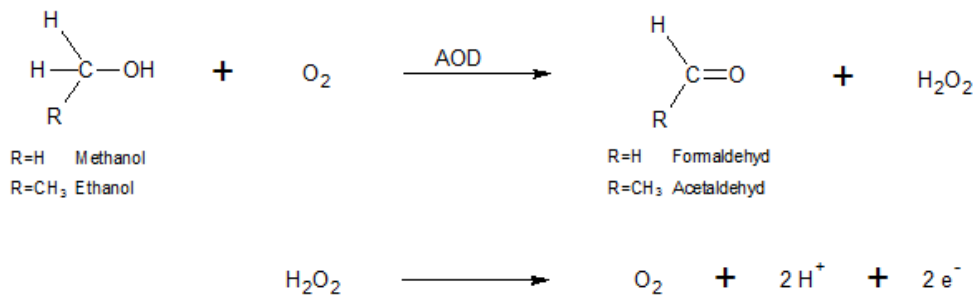 H
H C OH + O₂ AOD H C O + H₂O₂
R R
R=H Methanol R=H Formaldehyd
R=CH₃ Ethanol R=CH₃ Acetaldehyd
H₂O₂ O₂ + 2 H⁺ + 2 e⁻